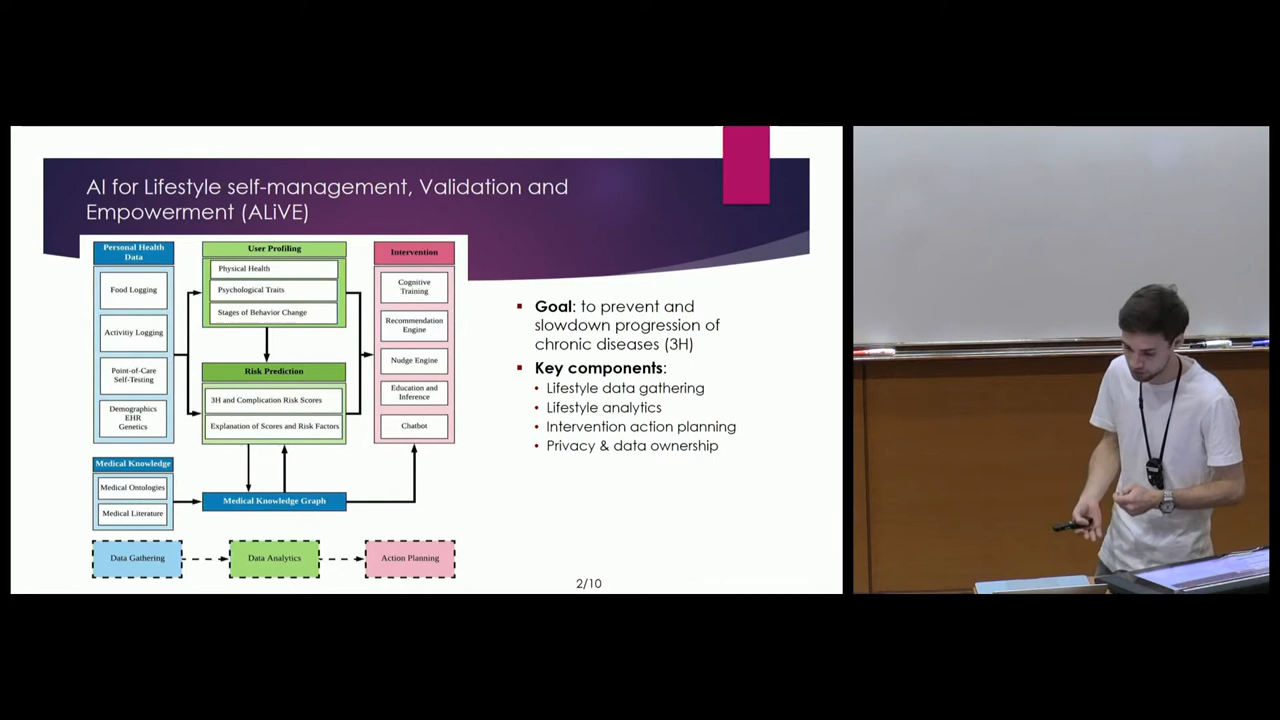 AI for Lifestyle self-management, Validation and
Empowerment (ALiVE)
Personal Health
Data
Food Logging
Activitiy Logging
Point-of-Care
Self-Testing
Demographics
EHR
Genetics
Medical Knowledge
Medical Ontologies
Medical Literature
User Profiling
Physical Health
Psychological Traits
Stages of Behavior Change
Risk Prediction
3H and Complication Risk Scores
Explanation of Scores and Risk Factors
Medical Knowledge Graph
Intervention
Cognitive
Training
Recommendation
Engine
Nudge Engine
Education and
Inference
Chatbot
Data Gathering
Data Analytics
Action Planning
Goal: to prevent and
slowdown progression of
chronic diseases (3H)
Key components:
Lifestyle data gathering
Lifestyle analytics
Intervention action planning
Privacy & data ownership
2/10